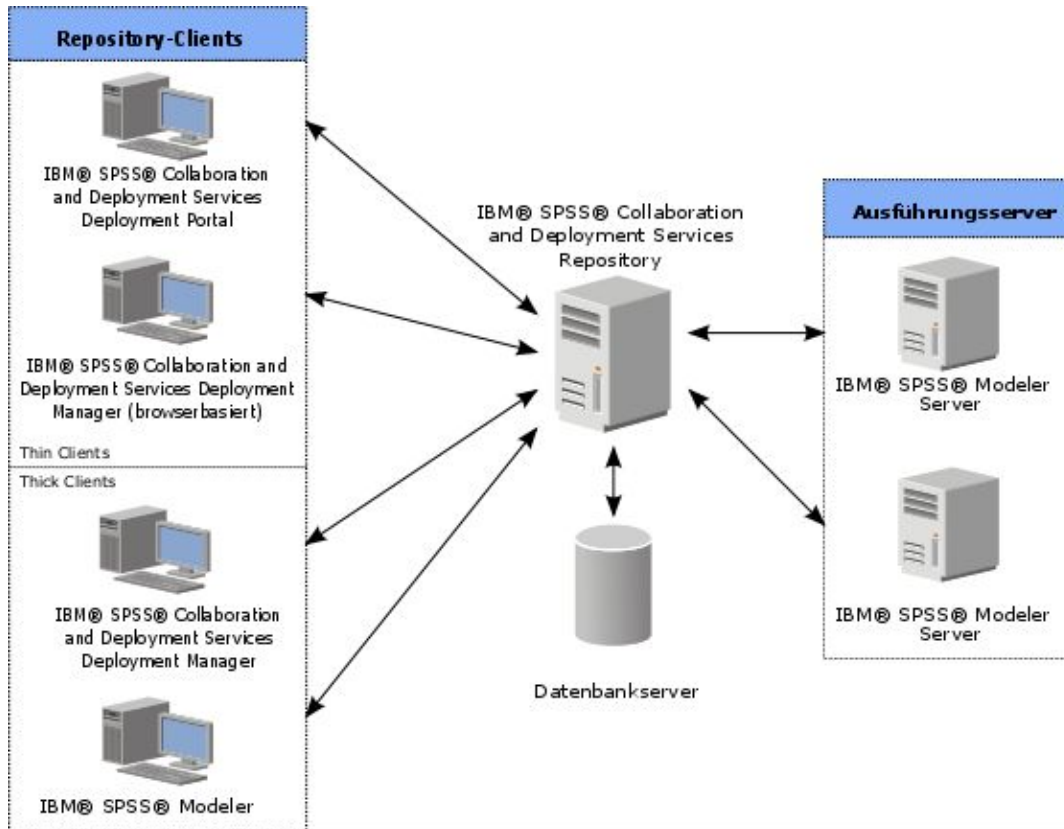 Repository-Clients
IBM® SPSS® Collaboration
and Deployment Services
Deployment Portal
IBM® SPSS® Collaboration and
Deployment Services Deployment
Manager (browserbasiert)
Thin Clients
Thick Clients
IBM® SPSS® Collaboration
and Deployment Services
Deployment Manager
IBM® SPSS® Modeler
IBM® SPSS® Collaboration
and Deployment Services
Repository
Datenbankserver
Ausführungsserver
IBM® SPSS® Modeler
Server
IBM® SPSS® Modeler
Server